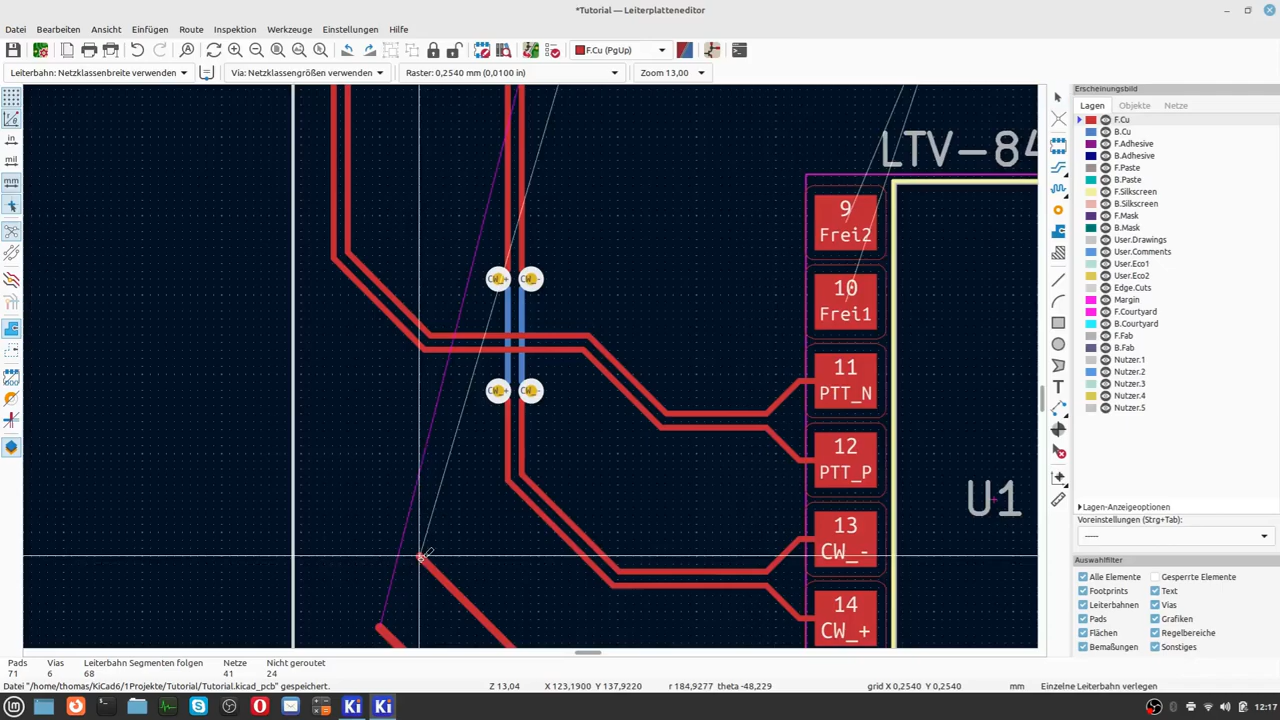 *Tutorial — Leiterplatteneditor
Datei Bearbeiten Ansicht Einfügen Route Inspektion Werkzeuge Einstellungen Hilfe
F.Cu (PgUp)
Leiterbahn: Netzklassenbreite verwenden Via: Netzklassengrößen verwenden Raster: 0,2540 mm (0,0100 in) Zoom 13,00
Erscheinungsbild
Lagen Objekte Netze
F.Cu
B.Cu
F.Adhesive
B.Adhesive
F.Paste
B.Paste
F.Silkscreen
B.Silkscreen
F.Mask
B.Mask
User.Drawings
User.Comments
User.Eco1
User.Eco2
Edge.Cuts
Margin
F.Courtyard
B.Courtyard
F.Fab
B.Fab
Nutzer.1
Nutzer.2
Nutzer.3
Nutzer.4
Nutzer.5
Lagen-Anzeigeoptionen
Voreinstellungen (Strg+Tab):
-----
Auswahlfilter
Alle Elemente Gesperrte Elemente
Footprints Text
Leiterbahnen Vias
Pads Grafiken
Flächen Regelbereiche
Bemaßungen Sonstiges
in
mil
mm
LTV-84
9
Frei2
10
Frei1
11
PTT_N
12
PTT_P
13
CW_-
14
CW_+
U1
CW_+ CW_-
CW_+ CW_-
Pads Vias Leiterbahn Segmenten folgen Netze Nicht geroutet
71 6 68 41 24
Datei "/home/thomas/KiCad6/1Projekte/Tutorial/Tutorial.kicad_pcb" gespeichert. Z 13,04 X 123,1900 Y 137,9220 r 184,9277 theta -48,229 grid X 0,2540 Y 0,2540 mm Einzelne Leiterbahn verlegen
12:17